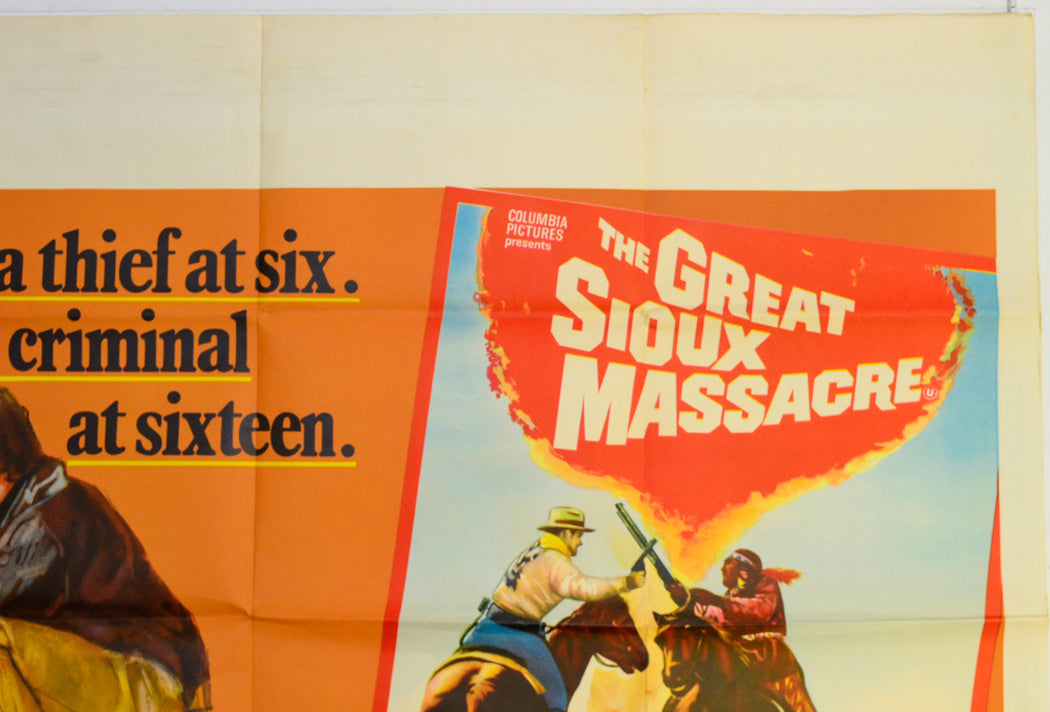 a thief at six.
criminal
at sixteen.
COLUMBIA
PICTURES
presents
THE GREAT
SIOUX
MASSACRE U